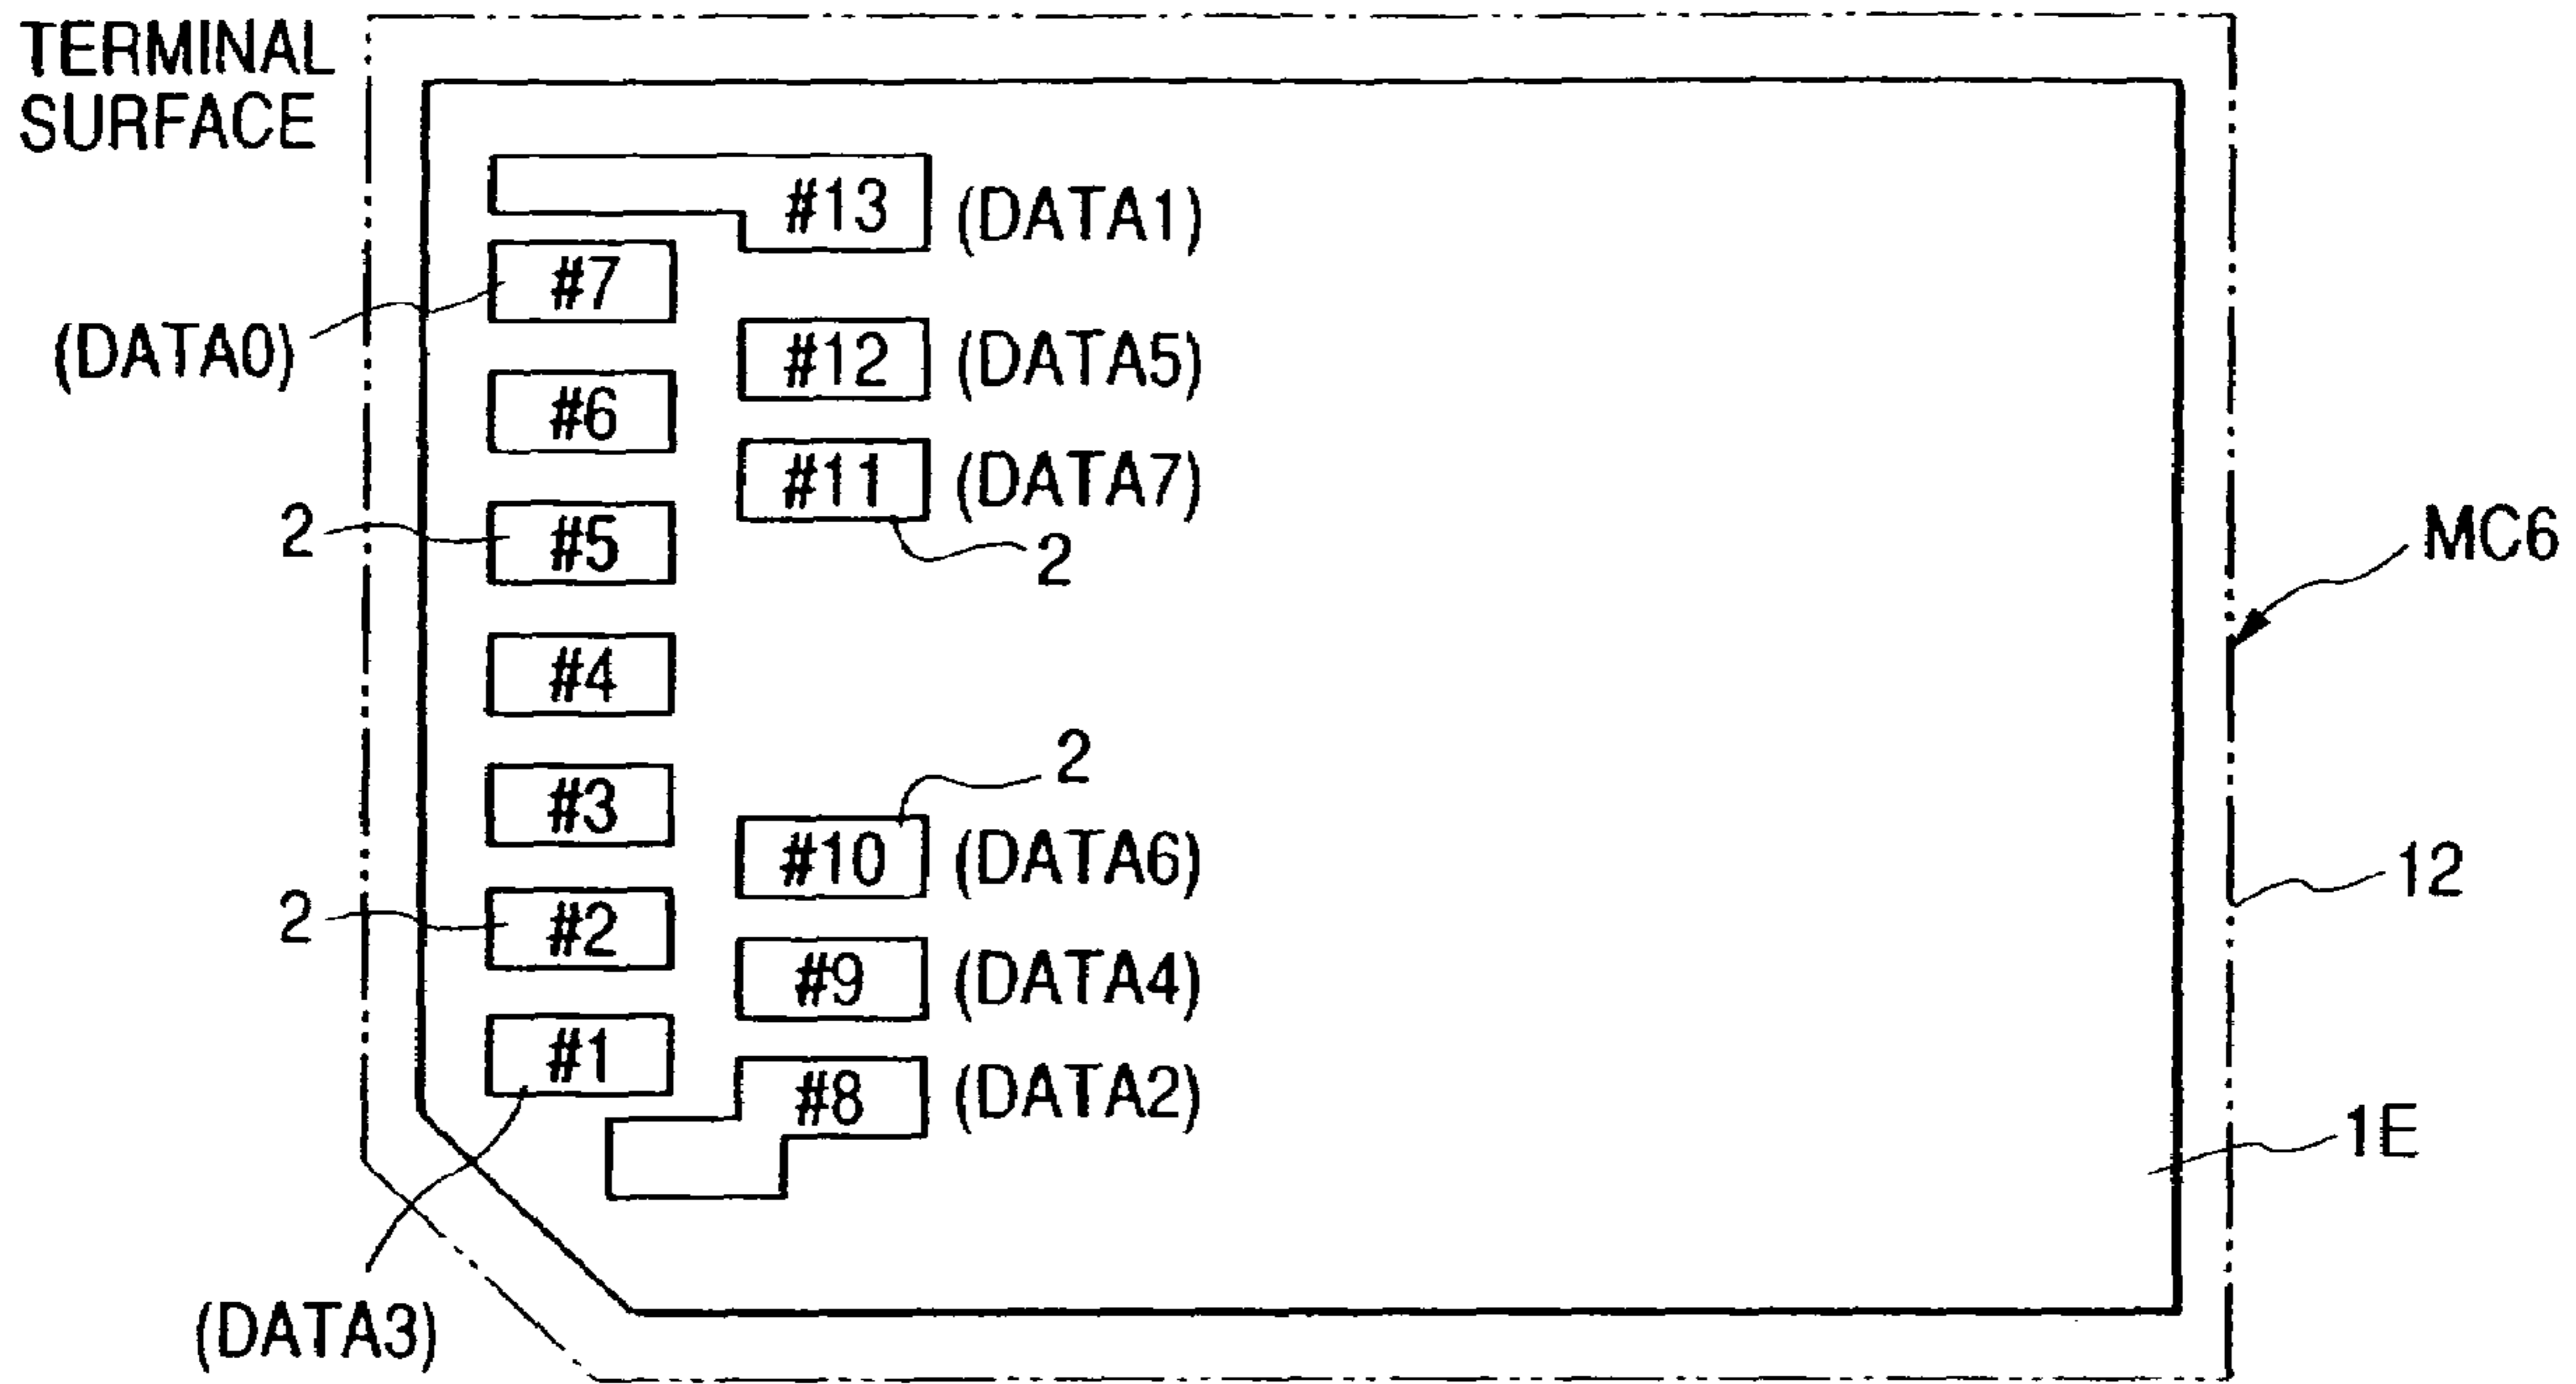 TERMINAL
SURFACE
#13 (DATA1)
#7
(DATA0)
#12 (DATA5)
#6
#11 (DATA7)
2 #5
2
MC6
#4
2
#3
#10 (DATA6)
12
2 #2
#9 (DATA4)
#1
#8 (DATA2)
1E
(DATA3)